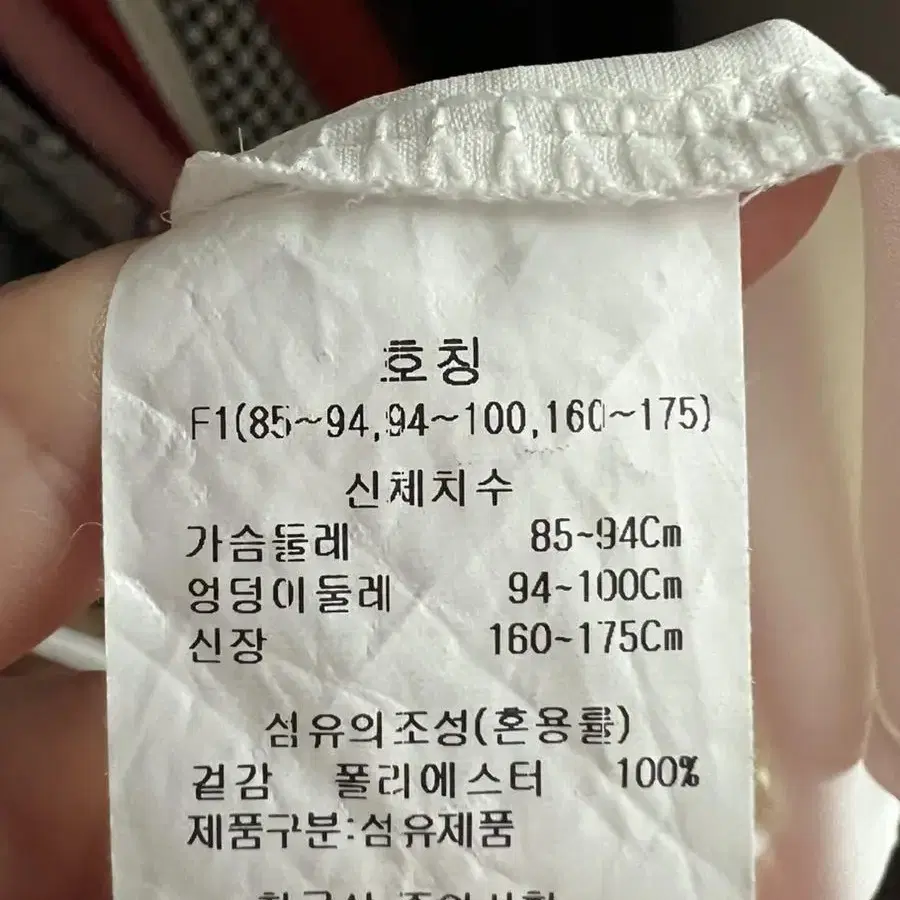 호칭
F1(85~94,94~100,160~175)
신체치수
가슴둘레 85~94Cm
엉덩이둘레 94~100Cm
신장 160~175Cm
섬유의조성(혼용률)
겉감 폴리에스터 100%
제품구분:섬유제품